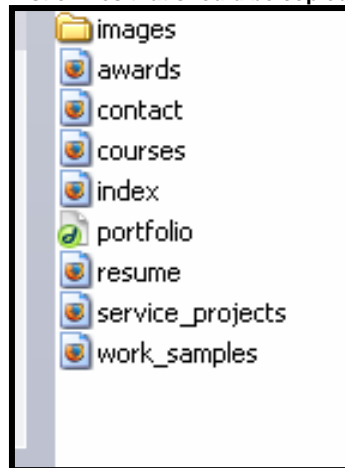 images
awards
contact
courses
index
portfolio
resume
service_projects
work_samples